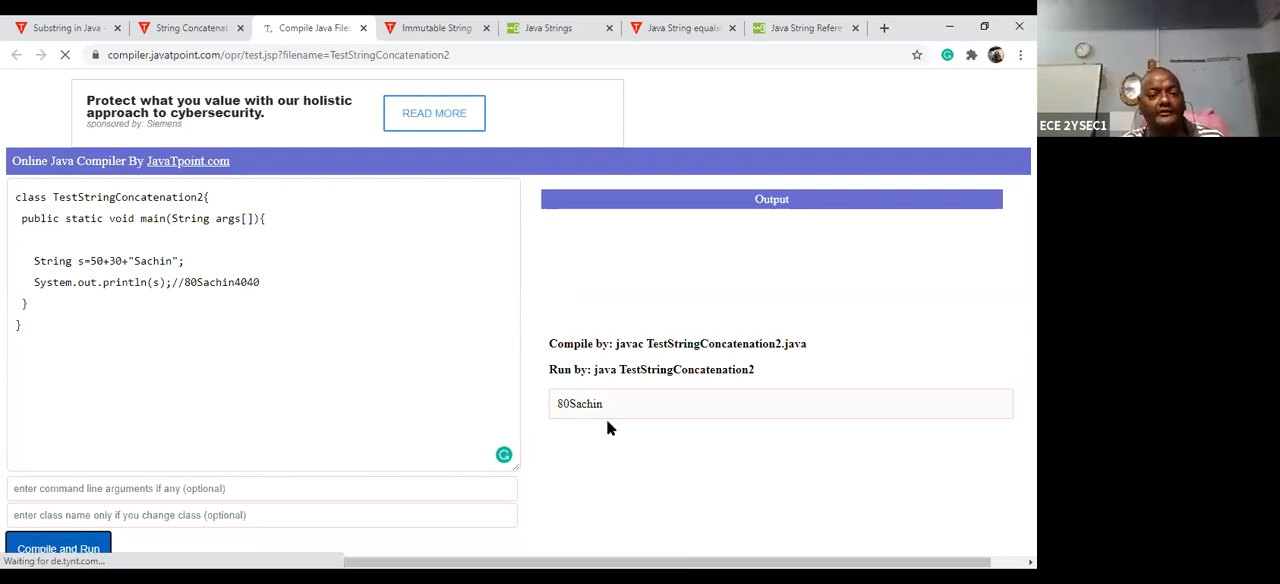 Substring in Java -
String Concatenat
Compile Java Files
Immutable String
Java Strings
Java String equals
Java String Refere
compiler.javatpoint.com/opr/test.jsp?filename=TestStringConcatenation2
Protect what you value with our holistic
approach to cybersecurity.
sponsored by: Siemens
READ MORE
ECE 2YSEC1
Online Java Compiler By JavaTpoint.com
class TestStringConcatenation2{
public static void main(String args[]){
String s=50+30+"Sachin";
System.out.println(s);//80Sachin4040
}
}
Output
Compile by: javac TestStringConcatenation2.java
Run by: java TestStringConcatenation2
80Sachin
enter command line arguments if any (optional)
enter class name only if you change class (optional)
Compile and Run
Waiting for de.tynt.com...